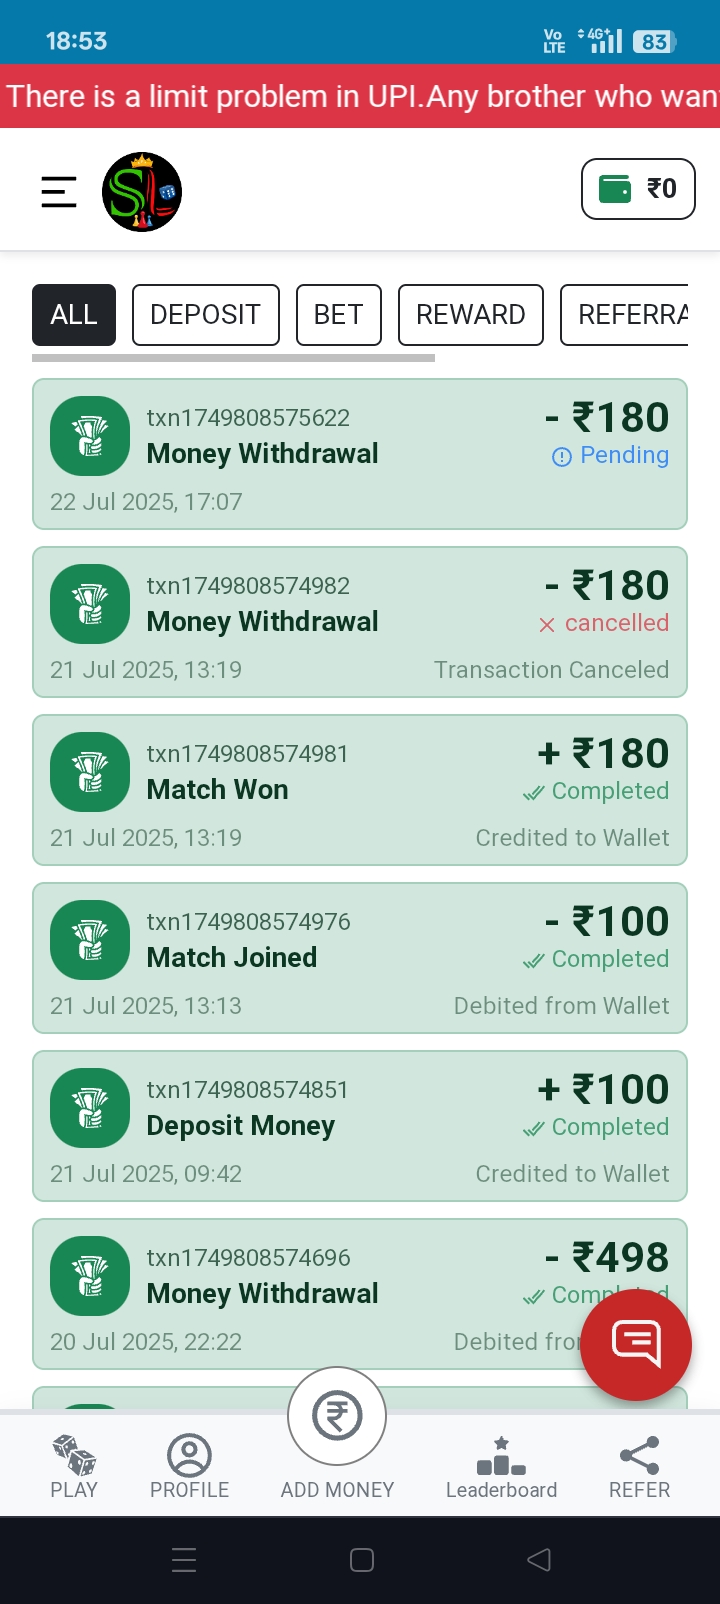 18:53
Vo LTE 4G+ 83
There is a limit problem in UPI.Any brother who wan
SL
₹0
ALL DEPOSIT BET REWARD REFERRA
txn1749808575622
- ₹180
Money Withdrawal
Pending
22 Jul 2025, 17:07
txn1749808574982
- ₹180
Money Withdrawal
cancelled
21 Jul 2025, 13:19
Transaction Canceled
txn1749808574981
+ ₹180
Match Won
Completed
21 Jul 2025, 13:19
Credited to Wallet
txn1749808574976
- ₹100
Match Joined
Completed
21 Jul 2025, 13:13
Debited from Wallet
txn1749808574851
+ ₹100
Deposit Money
Completed
21 Jul 2025, 09:42
Credited to Wallet
txn1749808574696
- ₹498
Money Withdrawal
Completed
20 Jul 2025, 22:22
Debited from
PLAY PROFILE ADD MONEY Leaderboard REFER